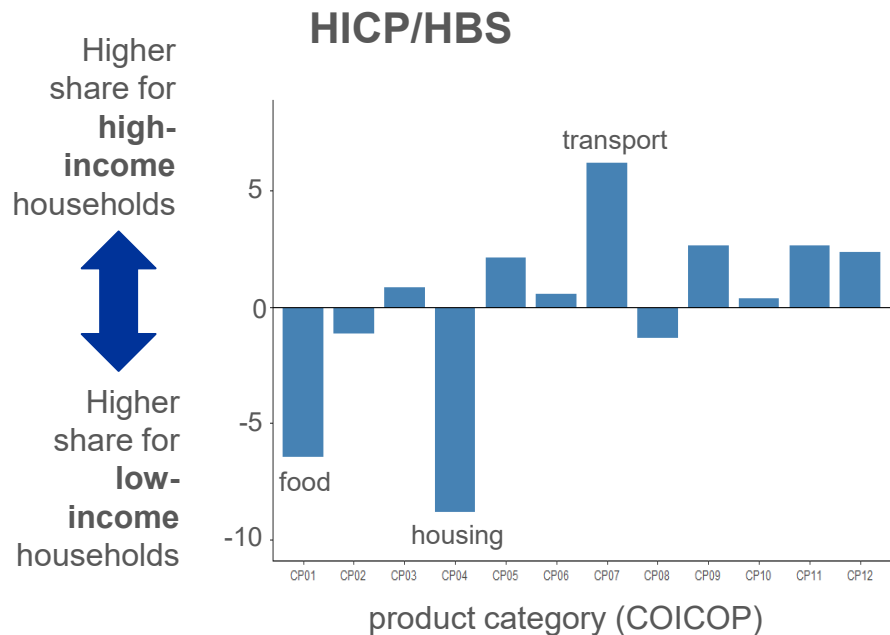 HICP/HBS
Higher
share for
high-
income
households
Higher
share for
low-
income
households
transport
5
0
-5
-10
food
housing
CP01 CP02 CP03 CP04 CP05 CP06 CP07 CP08 CP09 CP10 CP11 CP12
product category (COICOP)